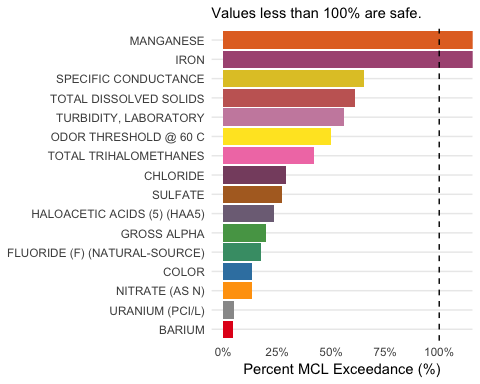 Values less than 100% are safe.
MANGANESE
IRON
SPECIFIC CONDUCTANCE
TOTAL DISSOLVED SOLIDS
TURBIDITY, LABORATORY
ODOR THRESHOLD @ 60 C
TOTAL TRIHALOMETHANES
CHLORIDE
SULFATE
HALOACETIC ACIDS (5) (HAA5)
GROSS ALPHA
FLUORIDE (F) (NATURAL-SOURCE)
COLOR
NITRATE (AS N)
URANIUM (PCI/L)
BARIUM
0% 25% 50% 75% 100%
Percent MCL Exceedance (%)